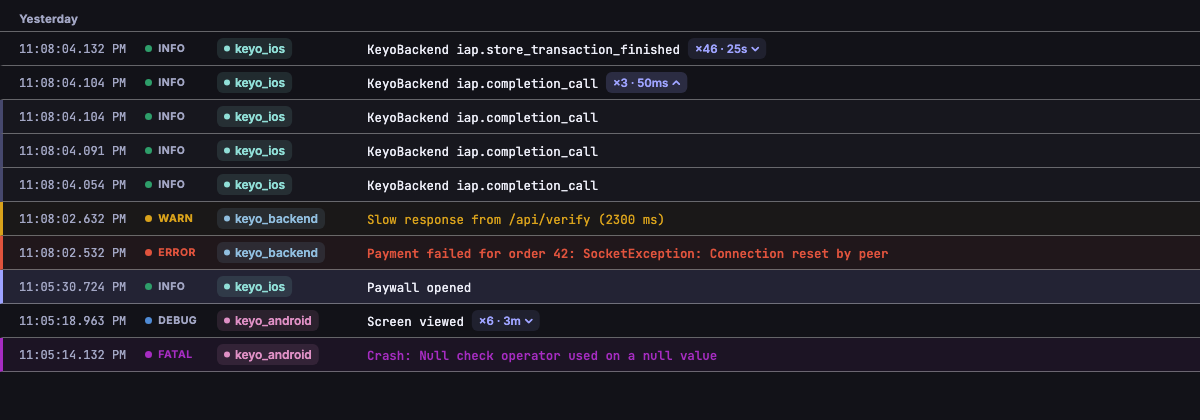 Yesterday
11:08:04.132 PM INFO keyo_ios KeyoBackend iap.store_transaction_finished ×46 · 25s
11:08:04.104 PM INFO keyo_ios KeyoBackend iap.completion_call ×3 · 50ms
11:08:04.104 PM INFO keyo_ios KeyoBackend iap.completion_call
11:08:04.091 PM INFO keyo_ios KeyoBackend iap.completion_call
11:08:04.054 PM INFO keyo_ios KeyoBackend iap.completion_call
11:08:02.632 PM WARN keyo_backend Slow response from /api/verify (2300 ms)
11:08:02.532 PM ERROR keyo_backend Payment failed for order 42: SocketException: Connection reset by peer
11:05:30.724 PM INFO keyo_ios Paywall opened
11:05:18.963 PM DEBUG keyo_android Screen viewed ×6 · 3m
11:05:14.132 PM FATAL keyo_android Crash: Null check operator used on a null value